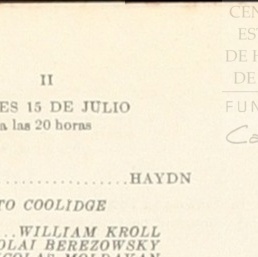 II
ES 15 DE JULIO
a las 20 horas
HAYDN
TO COOLIDGE
WILLIAM KROLL
OLAI BEREZOWSKY
CEN
ES
DE H
DE
FUN
Ca